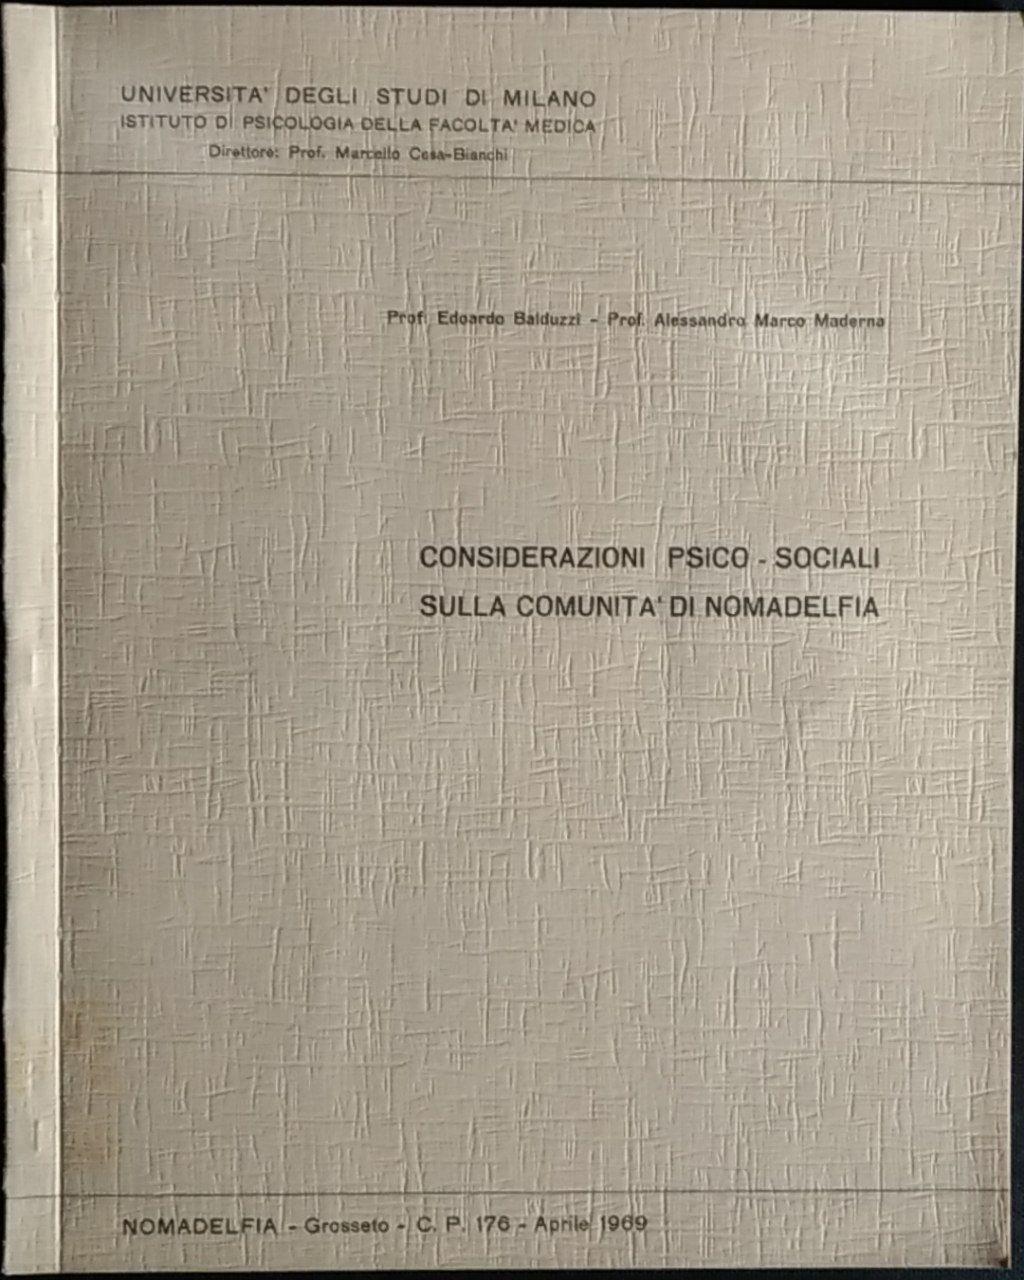 UNIVERSITA' DEGLI STUDI DI MILANO
ISTITUTO DI PSICOLOGIA DELLA FACOLTA' MEDICA
Direttore: Prof. Marcello Cesa-Bianchi
Prof. Edoardo Balduzzi - Prof. Alessandro Marco Maderna
CONSIDERAZIONI PSICO - SOCIALI
SULLA COMUNITA' DI NOMADELFIA
NOMADELFIA - Grosseto - C. P. 176 - Aprile 1969